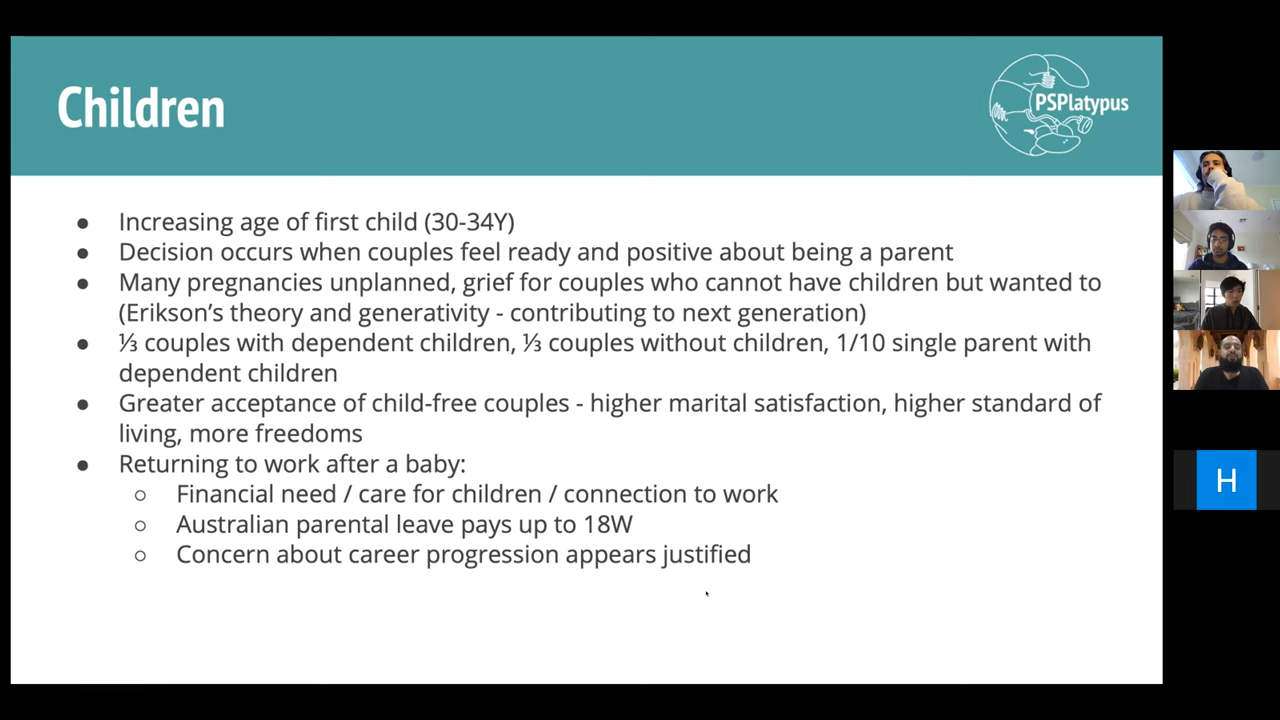 Children
PSPlatypus
● Increasing age of first child (30-34Y)
● Decision occurs when couples feel ready and positive about being a parent
● Many pregnancies unplanned, grief for couples who cannot have children but wanted to
(Erikson’s theory and generativity - contributing to next generation)
● ⅓ couples with dependent children, ⅓ couples without children, 1/10 single parent with
dependent children
● Greater acceptance of child-free couples - higher marital satisfaction, higher standard of
living, more freedoms
● Returning to work after a baby:
○ Financial need / care for children / connection to work
○ Australian parental leave pays up to 18W
○ Concern about career progression appears justified
H